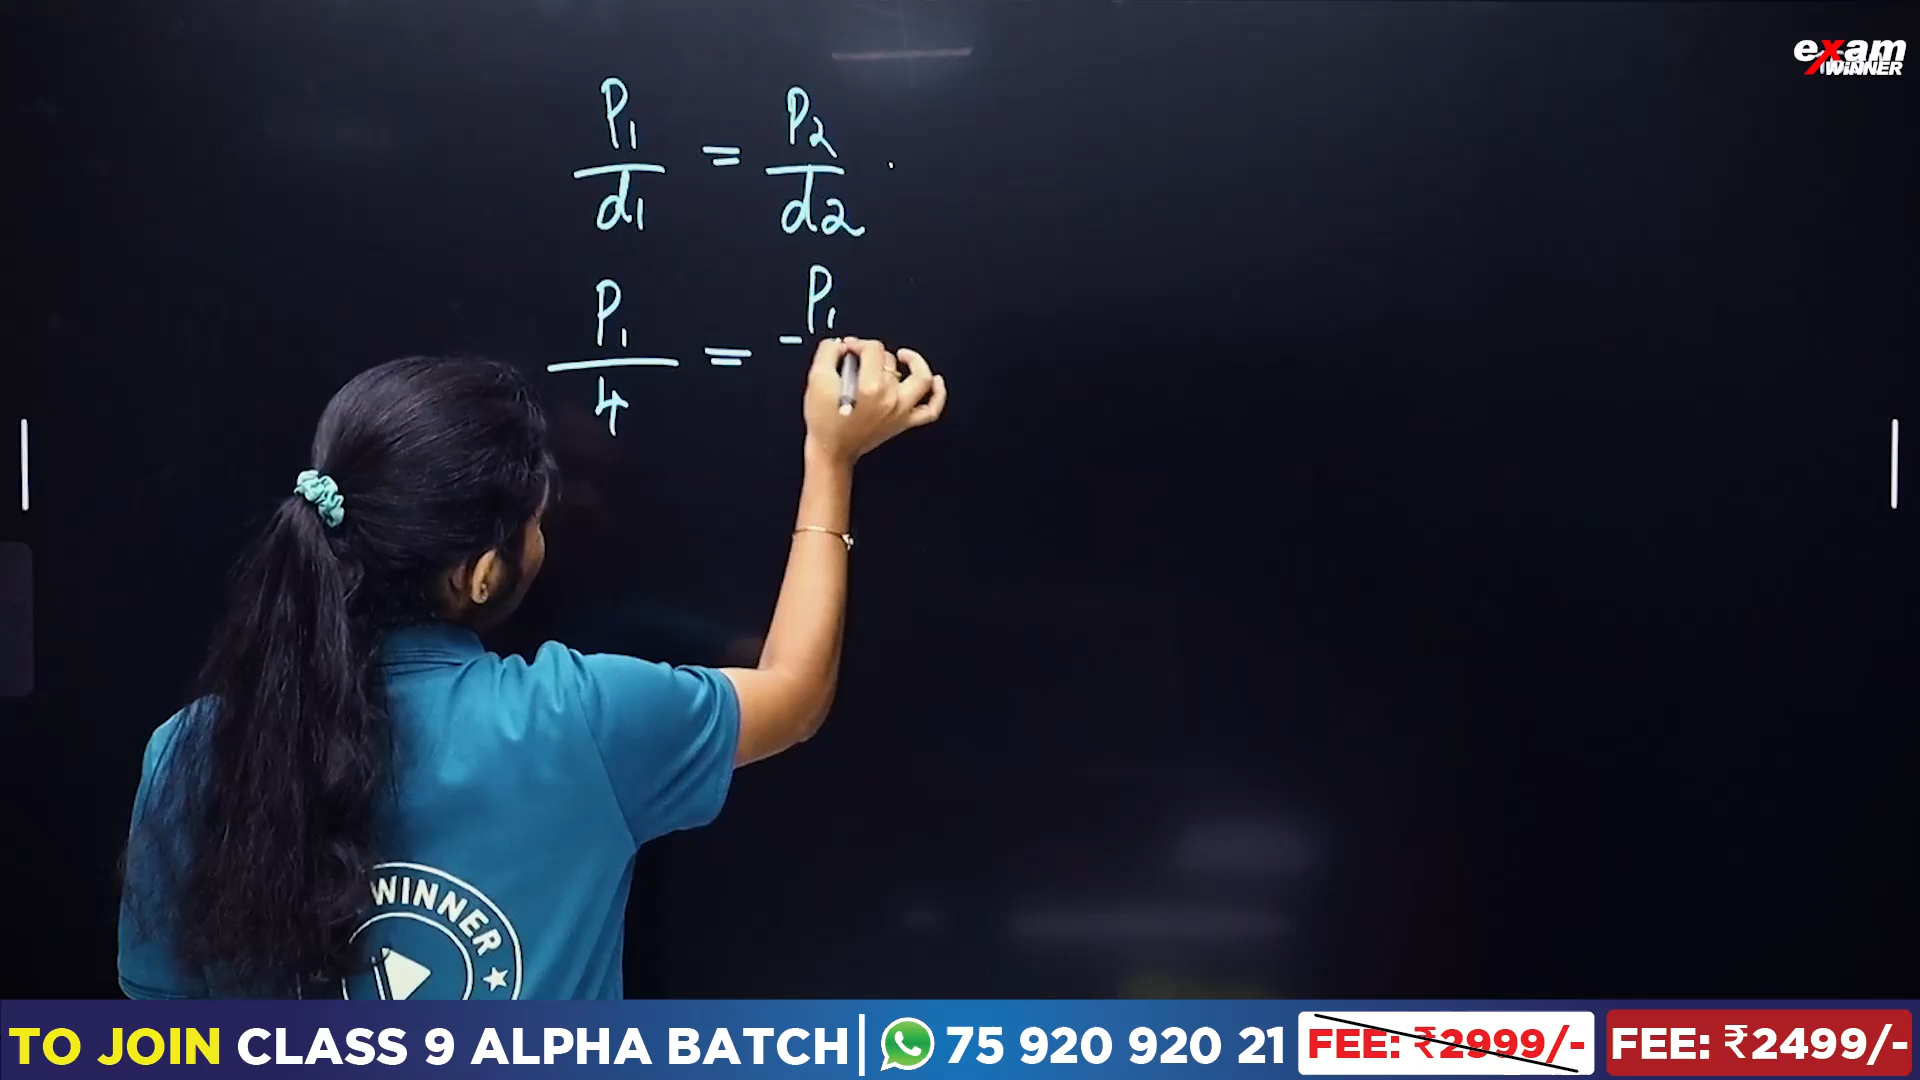 exam
WINNER
P1/d1 = P2/d2
P1/4 = P1
WINNER
TO JOIN CLASS 9 ALPHA BATCH | 75 920 920 21 FEE: ₹2999/- FEE: ₹2499/-